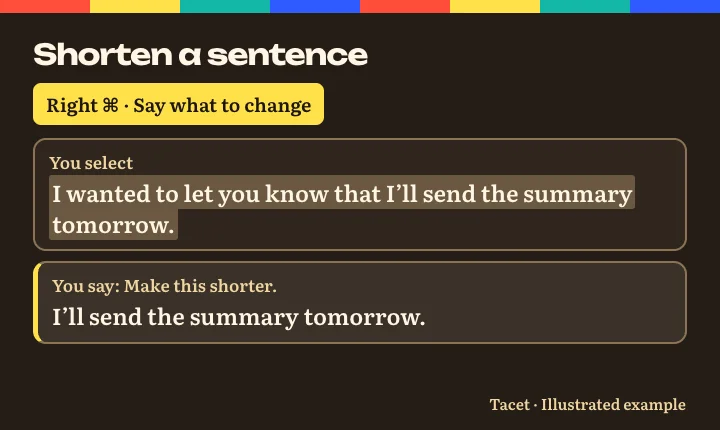 Shorten a sentence
Right ⌘ · Say what to change
You select
I wanted to let you know that I’ll send the summary
tomorrow.
You say: Make this shorter.
I’ll send the summary tomorrow.
Tacet · Illustrated example